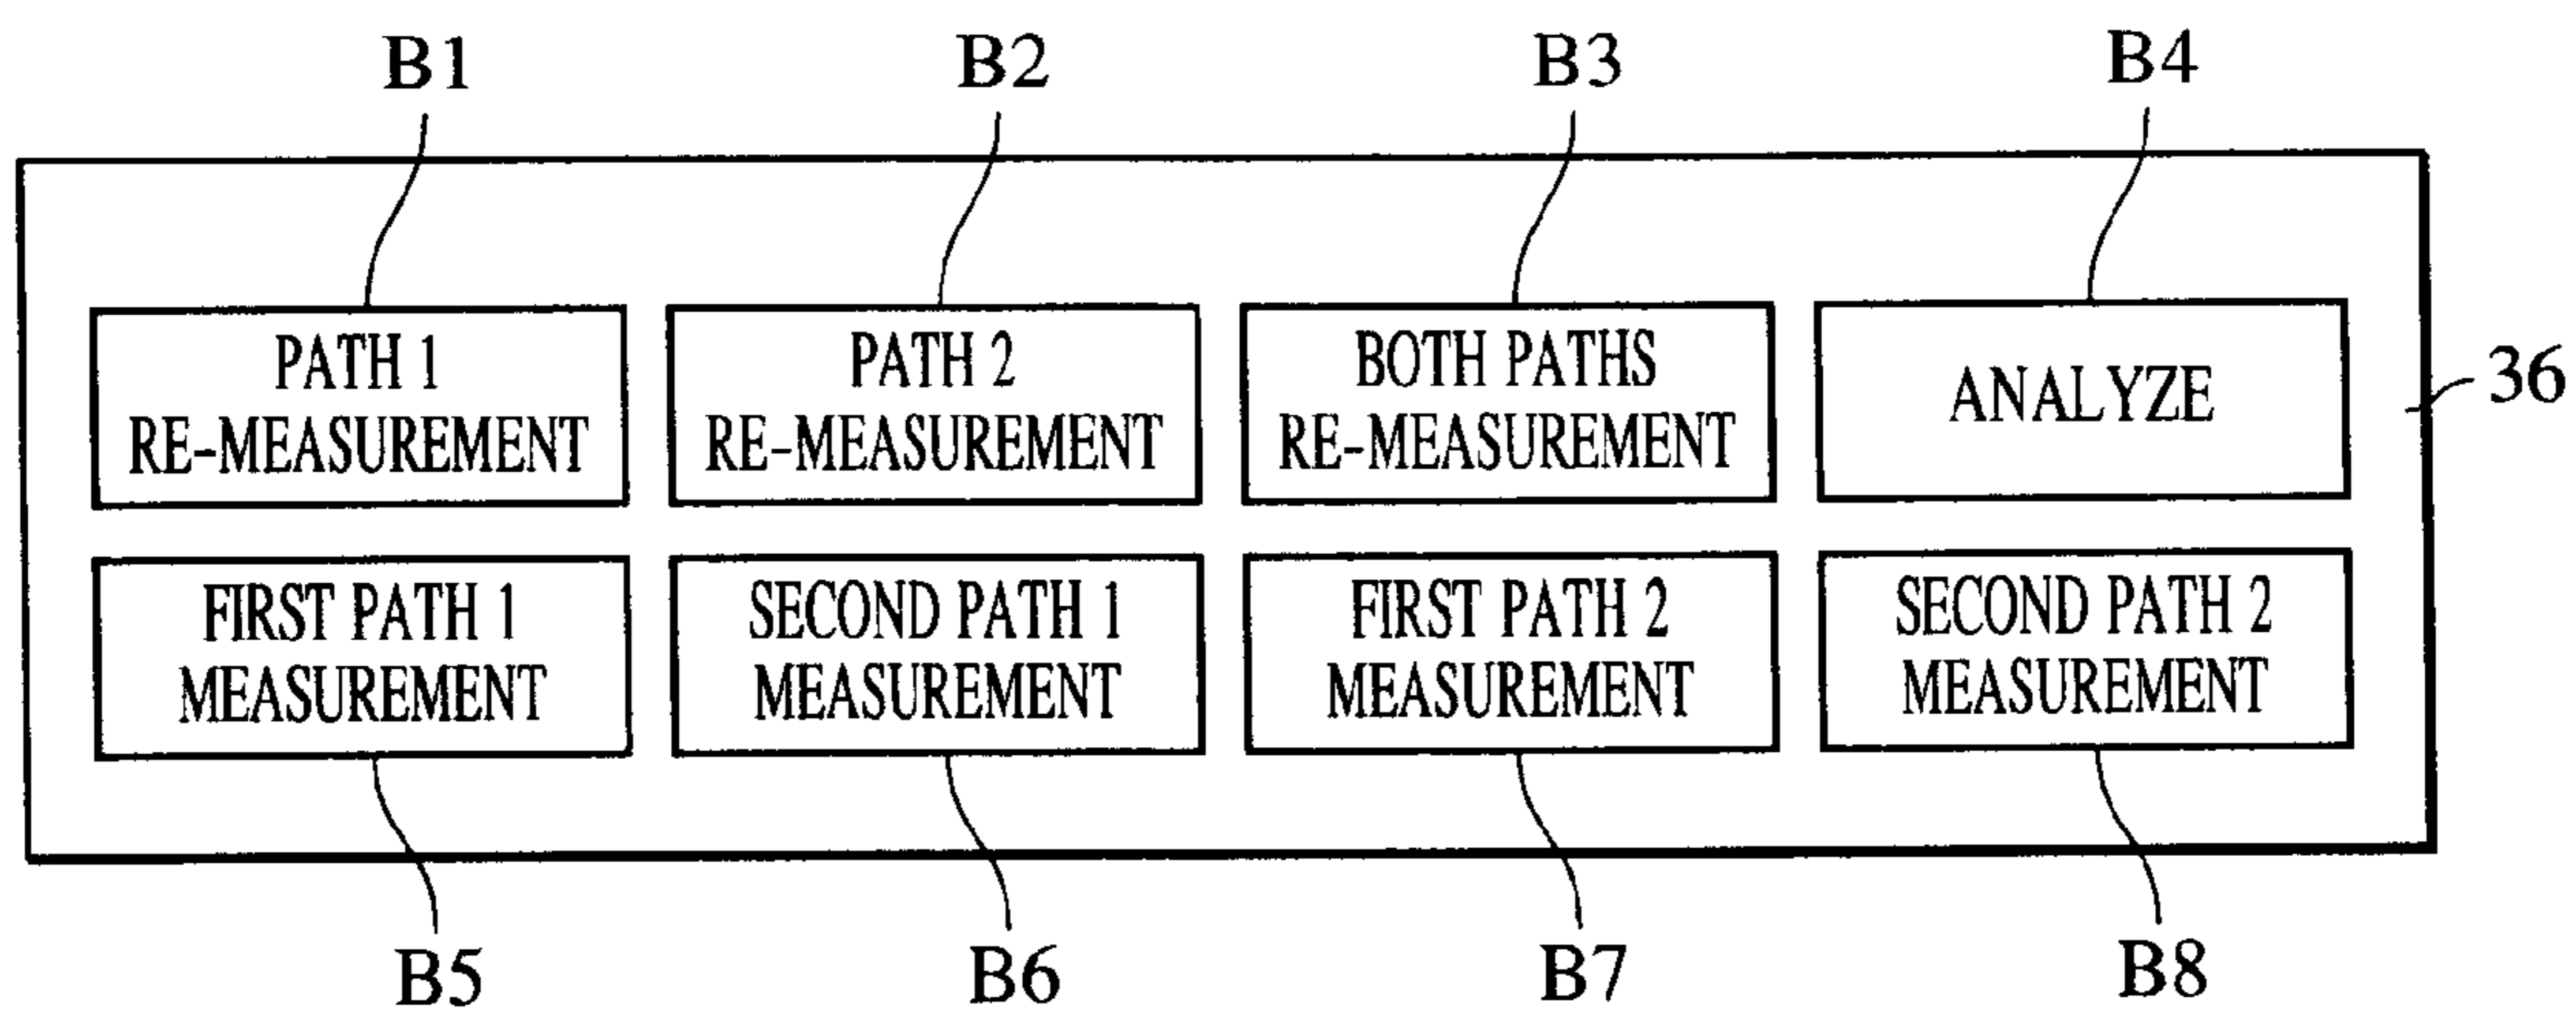 B1 B2 B3 B4
PATH 1
RE-MEASUREMENT
PATH 2
RE-MEASUREMENT
BOTH PATHS
RE-MEASUREMENT
ANALYZE
36
FIRST PATH 1
MEASUREMENT
SECOND PATH 1
MEASUREMENT
FIRST PATH 2
MEASUREMENT
SECOND PATH 2
MEASUREMENT
B5 B6 B7 B8